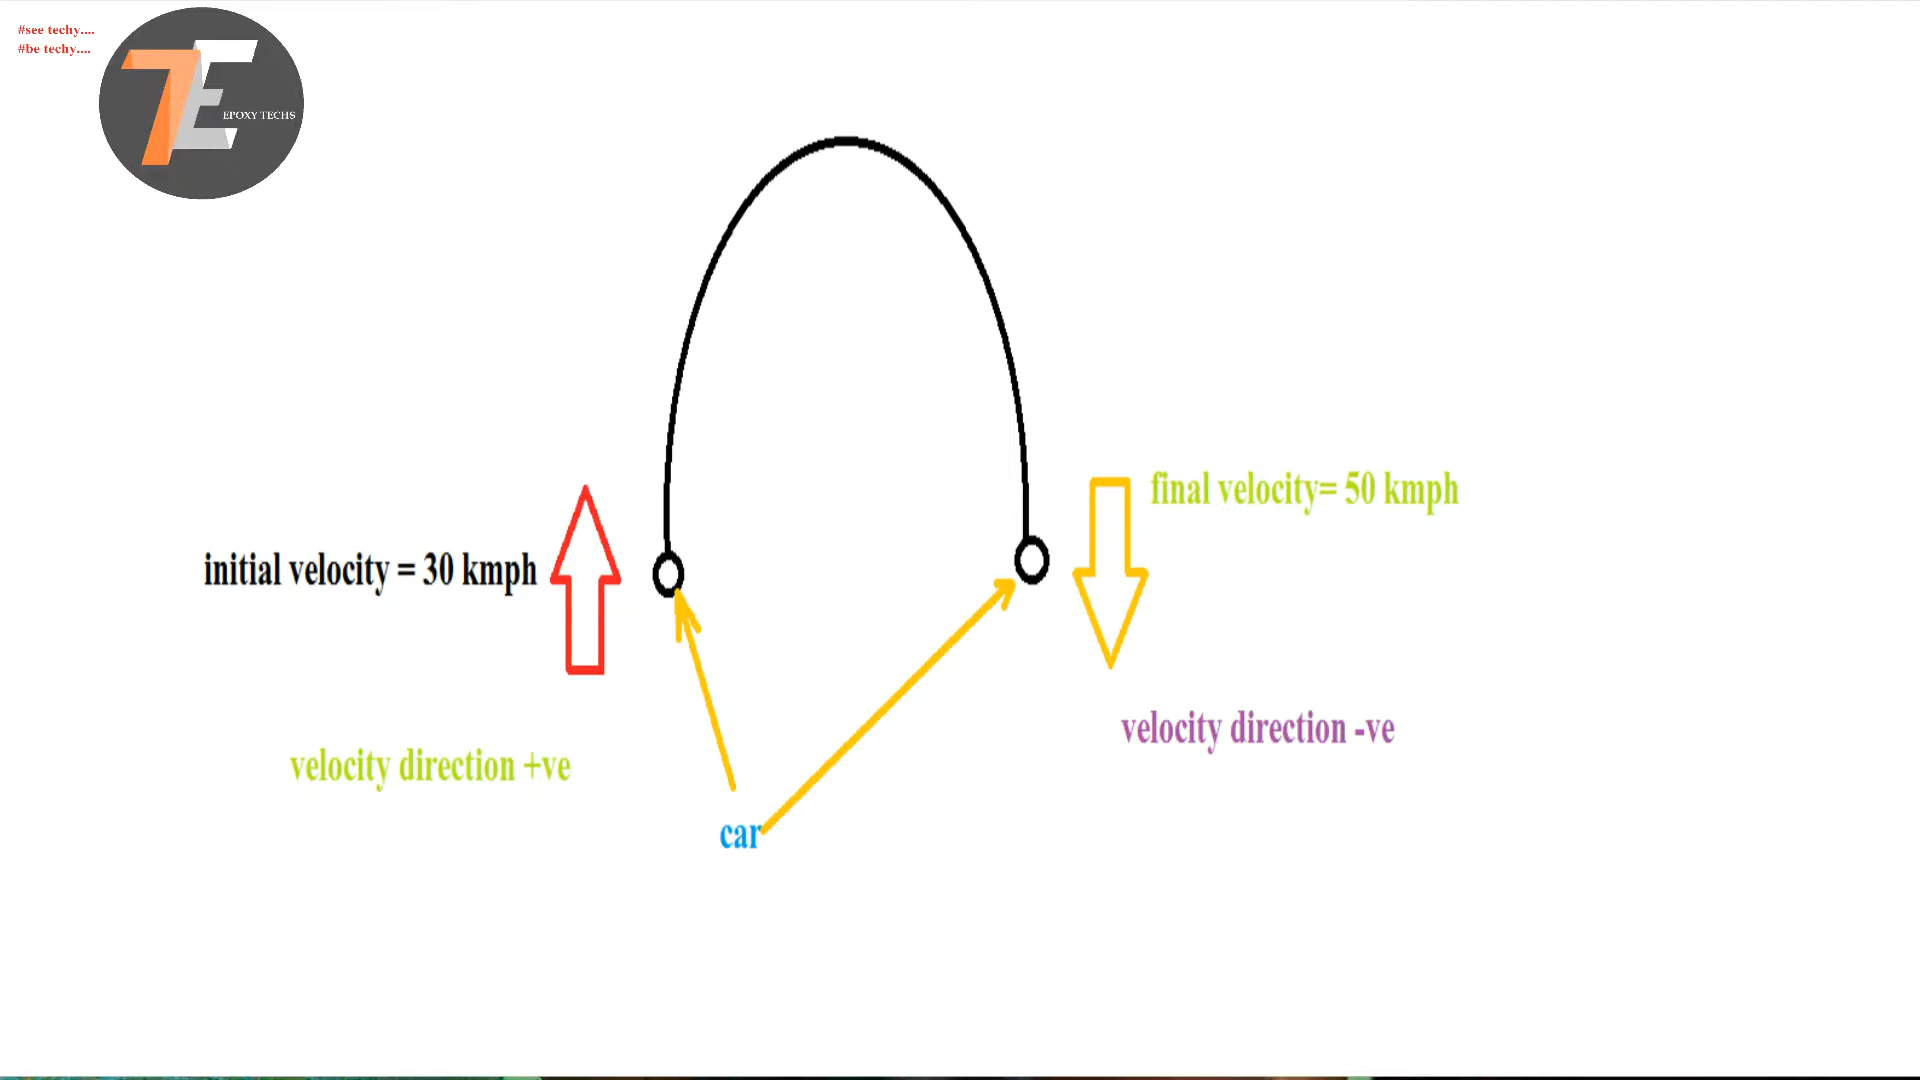 #see techy....
#be techy....
EPOXY TECHS
final velocity= 50 kmph
initial velocity = 30 kmph
velocity direction -ve
velocity direction +ve
car